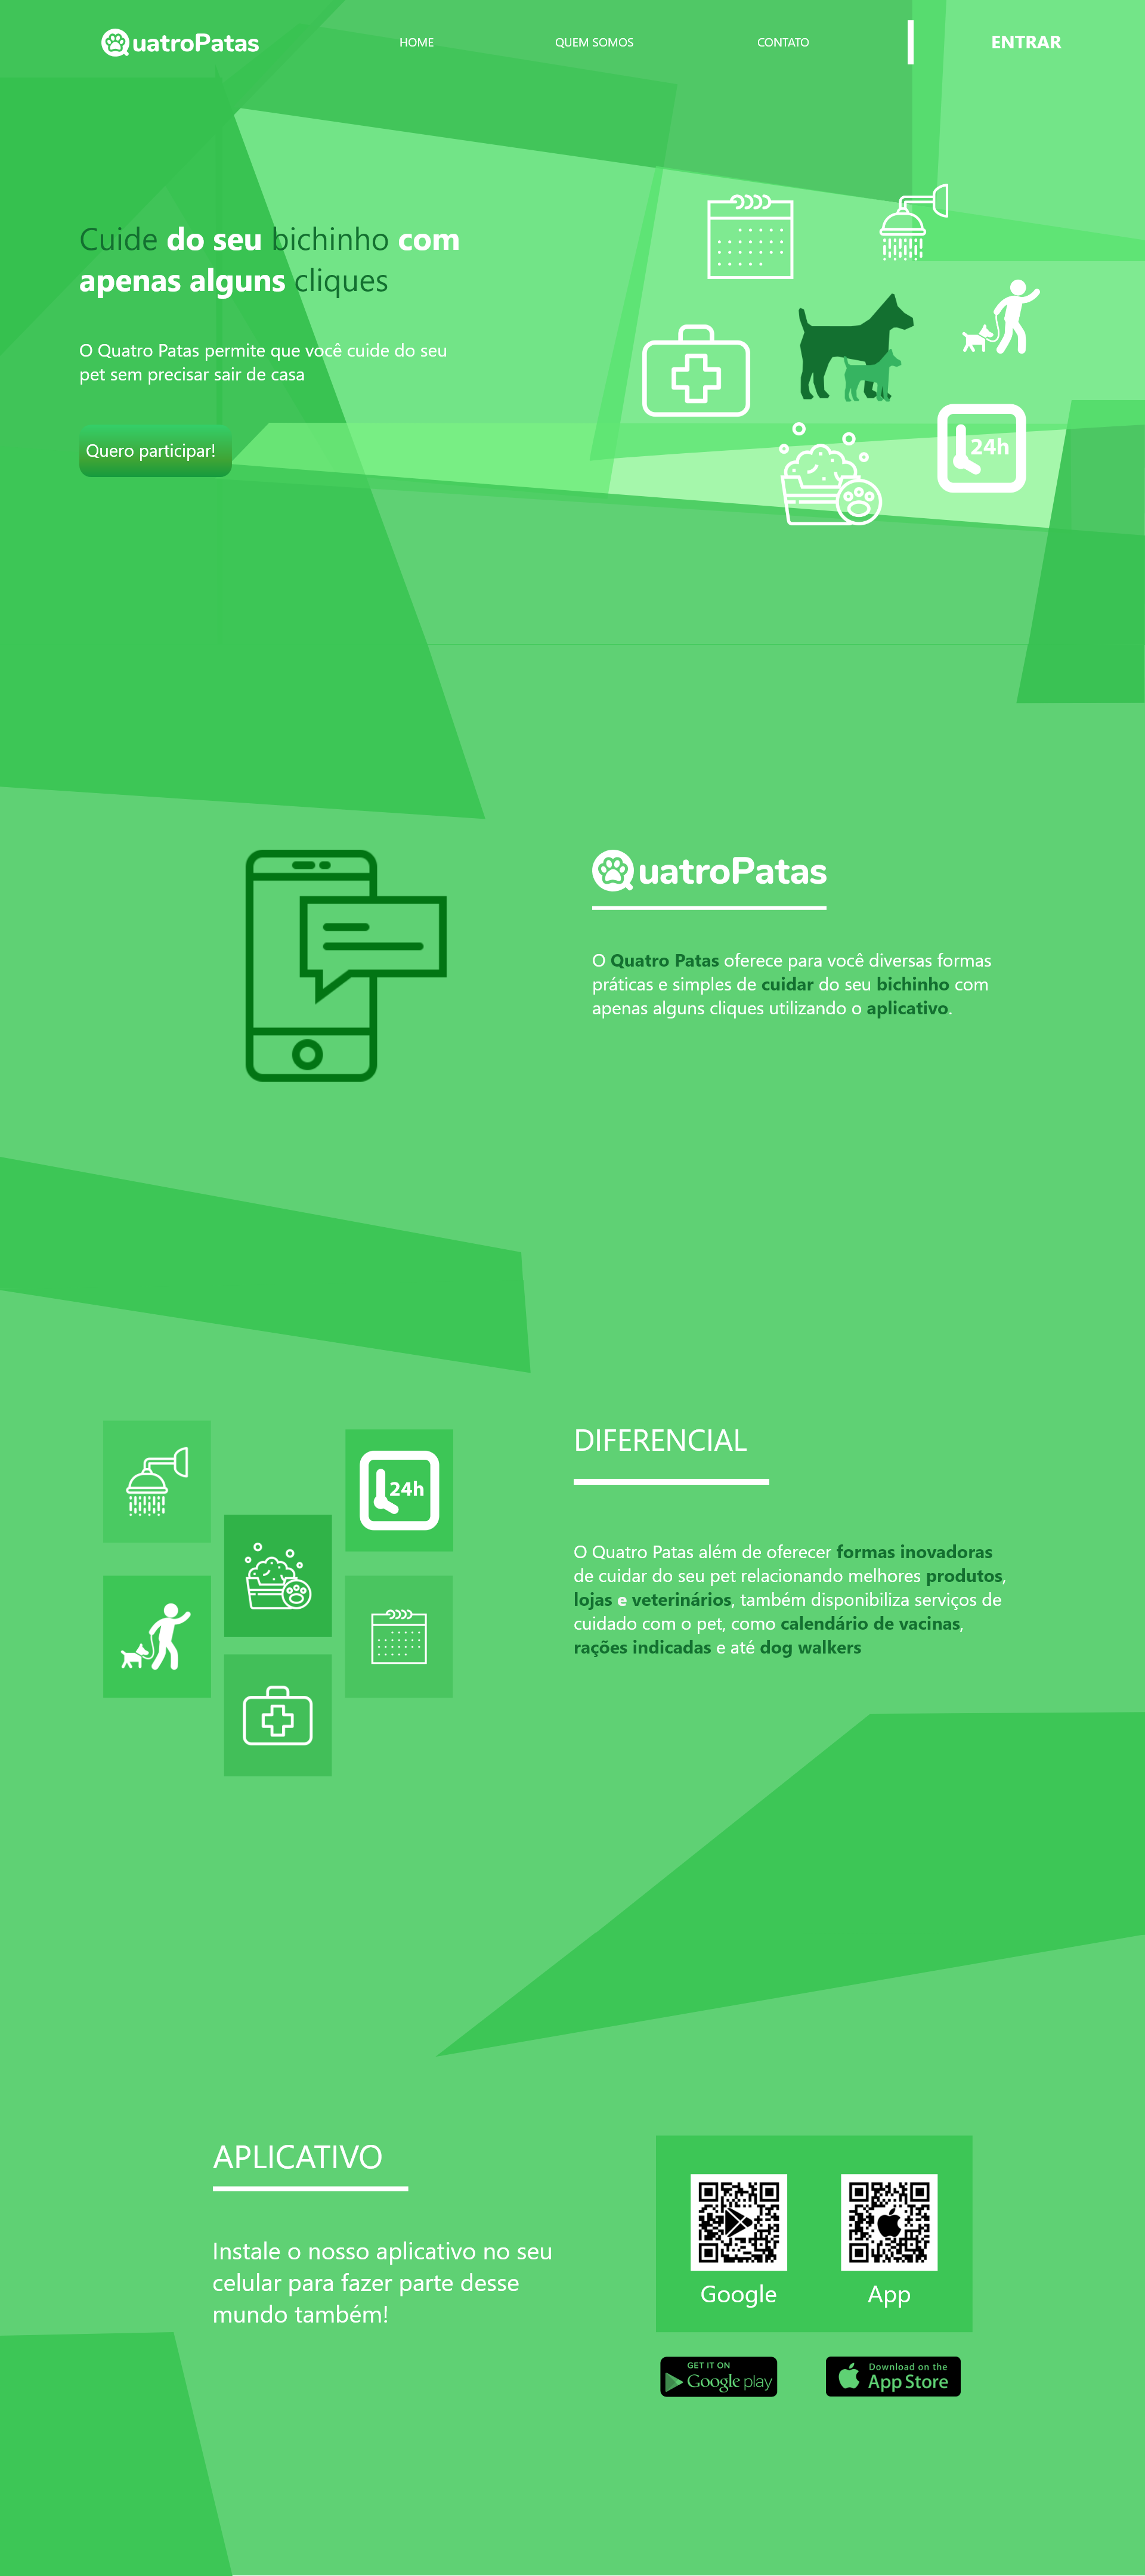 uatroPatas
HOME
QUEM SOMOS
CONTATO
ENTRAR
Cuide do seu bichinho com
apenas alguns cliques
O Quatro Patas permite que você cuide do seu
pet sem precisar sair de casa
Quero participar!
24h
uatroPatas
O Quatro Patas oferece para você diversas formas
práticas e simples de cuidar do seu bichinho com
apenas alguns cliques utilizando o aplicativo.
24h
DIFERENCIAL
O Quatro Patas além de oferecer formas inovadoras
de cuidar do seu pet relacionando melhores produtos,
lojas e veterinários, também disponibiliza serviços de
cuidado com o pet, como calendário de vacinas,
rações indicadas e até dog walkers
APLICATIVO
Instale o nosso aplicativo no seu
celular para fazer parte desse
mundo também!
Google
App
GET IT ON
Google play
Download on the
App Store